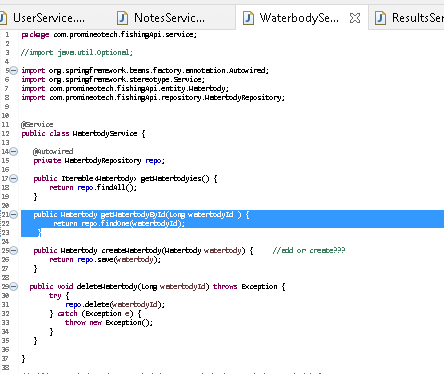 UserService.... NotesServic... WaterbodySe... ResultsSe
1 package com.promineotech.fishingApi.service;
2
3 //import java.util.Optional;
4
5 import org.springframework.beans.factory.annotation.Autowired;
6 import org.springframework.stereotype.Service;
7 import com.promineotech.fishingApi.entity.Waterbody;
8 import com.promineotech.fishingApi.repository.WaterbodyRepository;
9
10
11 @Service
12 public class WaterbodyService {
13
14 @Autowired
15 private WaterbodyRepository repo;
16
17 public Iterable<Waterbody> getWaterbodyies() {
18 return repo.findAll();
19 }
20
21 public Waterbody getWaterbodyById(Long waterbodyId ) {
22 return repo.findOne(waterbodyId);
23 }
24
25 public Waterbody createWaterbody(Waterbody waterbody) { //add or create???
26 return repo.save(waterbody);
27 }
28
29 public void deleteWaterbody(Long waterbodyId) throws Exception {
30 try {
31 repo.delete(waterbodyId);
32 } catch (Exception e) {
33 throw new Exception();
34 }
35 }
36
37 }
38